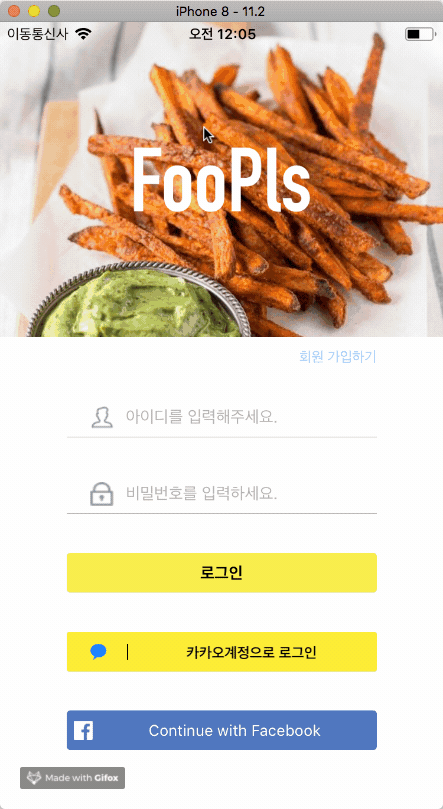 iPhone 8 - 11.2
이동통신사 오전 12:05
FooPls
회원 가입하기
아이디를 입력해주세요.
비밀번호를 입력하세요.
로그인
카카오계정으로 로그인
Continue with Facebook
Made with Gifox